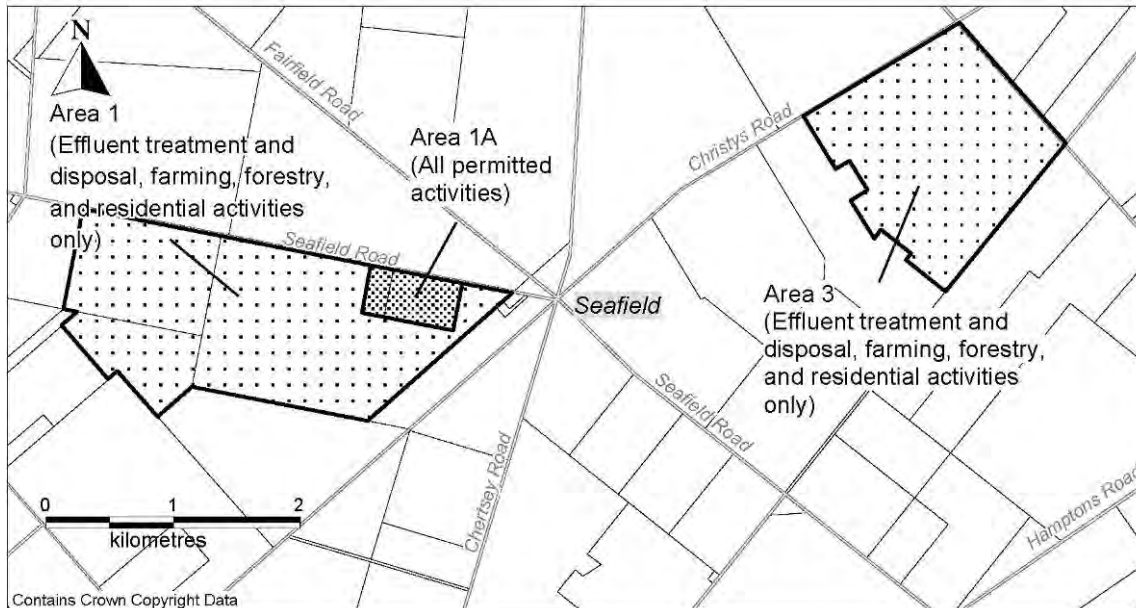 N
Area 1
(Effluent treatment and
disposal, farming, forestry,
and residential activities
only)
Fairfield Road
Area 1A
(All permitted
activities)
Christys Road
Seafield Road
Seafield
Area 3
(Effluent treatment and
disposal, farming, forestry,
and residential activities
only)
Seafield Road
Chertsey Road
Hamptons Road
0 1 2
kilometres
Contains Crown Copyright Data